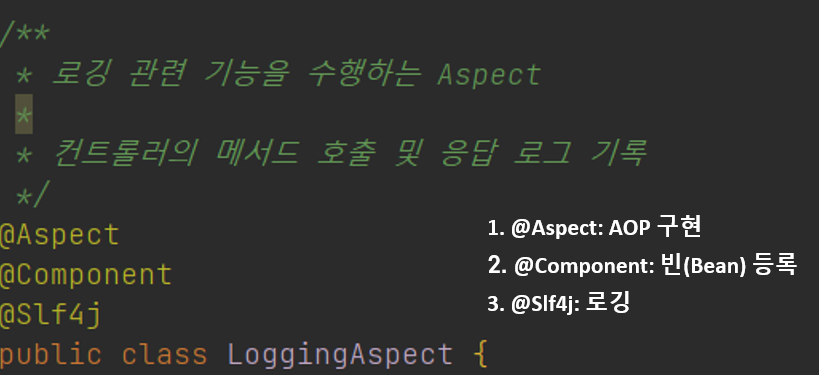 /**
* 로깅 관련 기능을 수행하는 Aspect
*
* 컨트롤러의 메서드 호출 및 응답 로그 기록
*/
@Aspect
@Component
@Slf4j
public class LoggingAspect {
1. @Aspect: AOP 구현
2. @Component: 빈(Bean) 등록
3. @Slf4j: 로깅